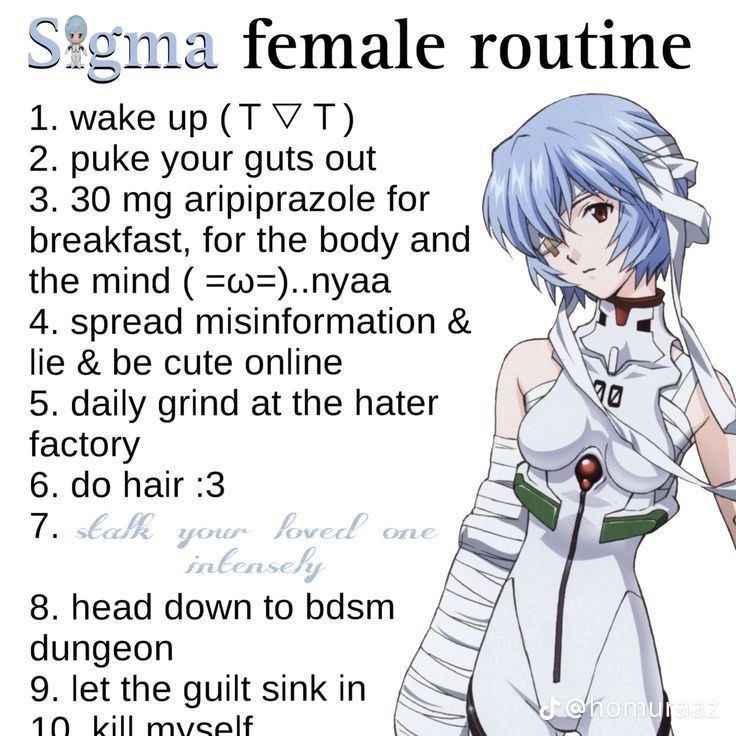 Sigma female routine
1. wake up (Ｔ▽Ｔ)
2. puke your guts out
3. 30 mg aripiprazole for
breakfast, for the body and
the mind ( =ω=)..nyaa
4. spread misinformation &
lie & be cute online
5. daily grind at the hater
factory
6. do hair :3
7. stalk your loved one
intensely
8. head down to bdsm
dungeon
9. let the guilt sink in
10. kill myself
00
@homuraaz